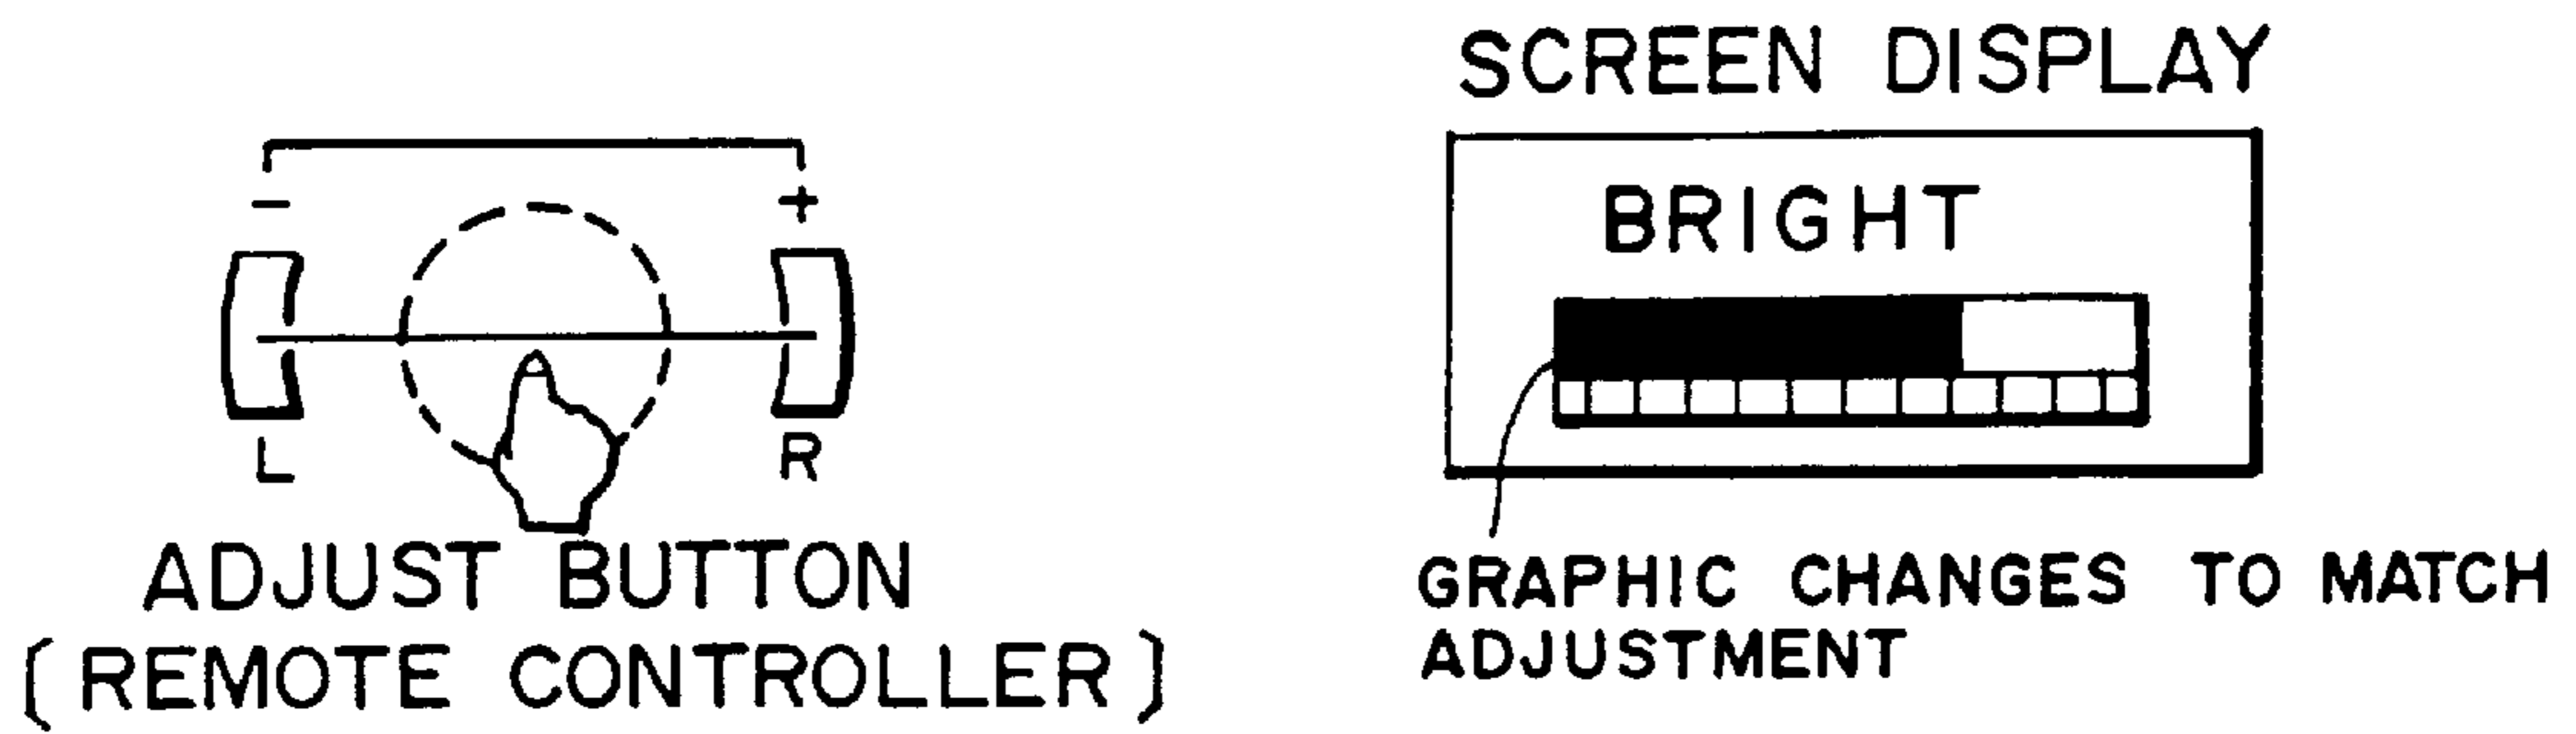 − +
L R
ADJUST BUTTON
[REMOTE CONTROLLER]
SCREEN DISPLAY
BRIGHT
GRAPHIC CHANGES TO MATCH
ADJUSTMENT